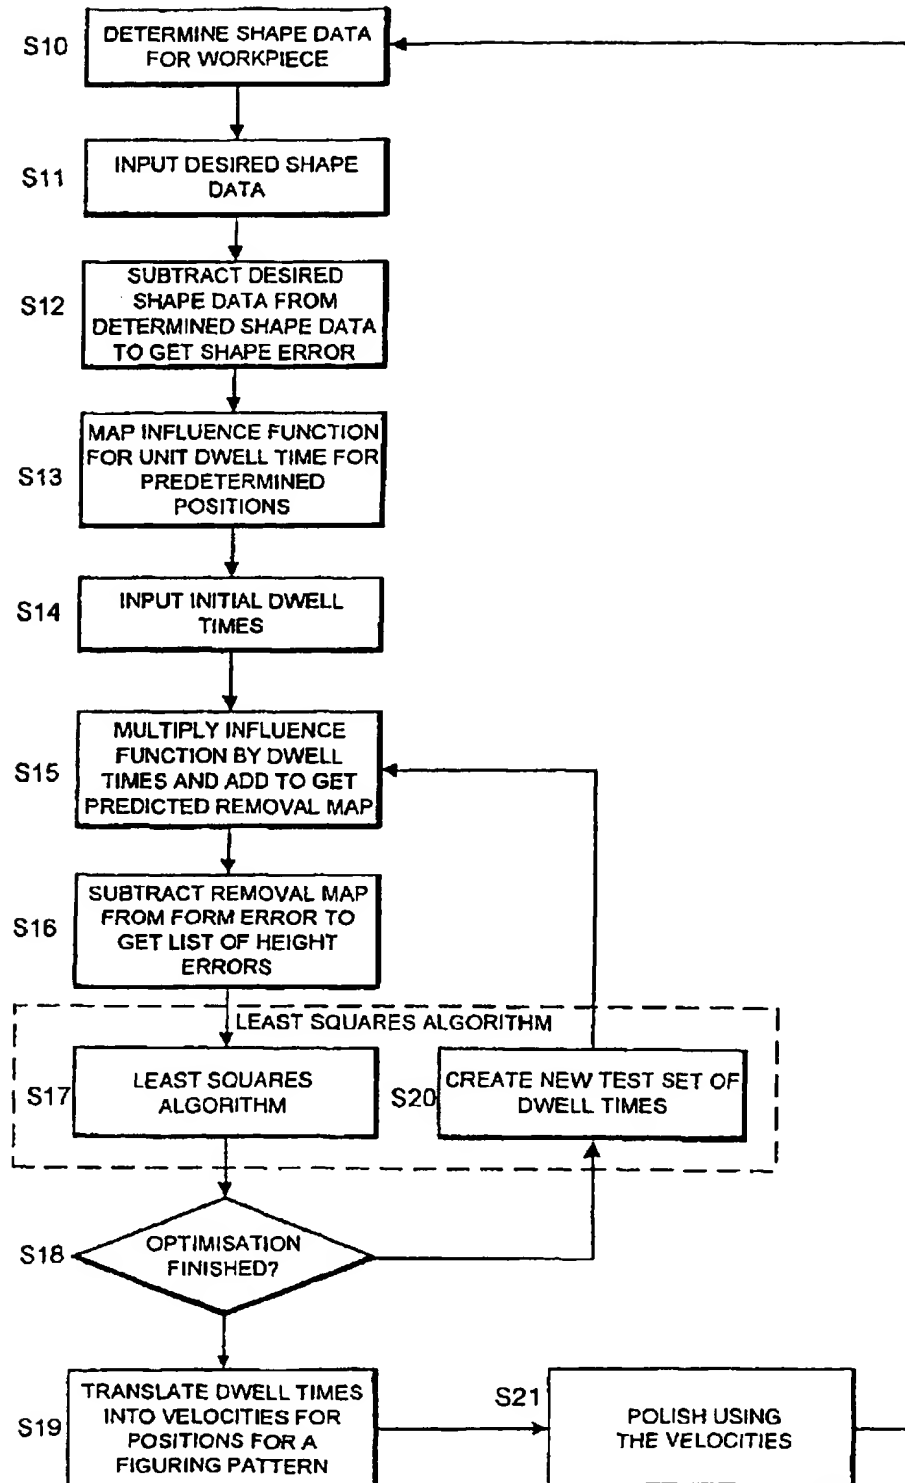 S10
DETERMINE SHAPE DATA
FOR WORKPIECE
S11
INPUT DESIRED SHAPE
DATA
S12
SUBTRACT DESIRED
SHAPE DATA FROM
DETERMINED SHAPE DATA
TO GET SHAPE ERROR
S13
MAP INFLUENCE FUNCTION
FOR UNIT DWELL TIME FOR
PREDETERMINED
POSITIONS
S14
INPUT INITIAL DWELL
TIMES
S15
MULTIPLY INFLUENCE
FUNCTION BY DWELL
TIMES AND ADD TO GET
PREDICTED REMOVAL MAP
S16
SUBTRACT REMOVAL MAP
FROM FORM ERROR TO
GET LIST OF HEIGHT
ERRORS
LEAST SQUARES ALGORITHM
S17
LEAST SQUARES
ALGORITHM
S20
CREATE NEW TEST SET OF
DWELL TIMES
S18
OPTIMISATION
FINISHED?
S19
TRANSLATE DWELL TIMES
INTO VELOCITIES FOR
POSITIONS FOR A
FIGURING PATTERN
S21
POLISH USING
THE VELOCITIES